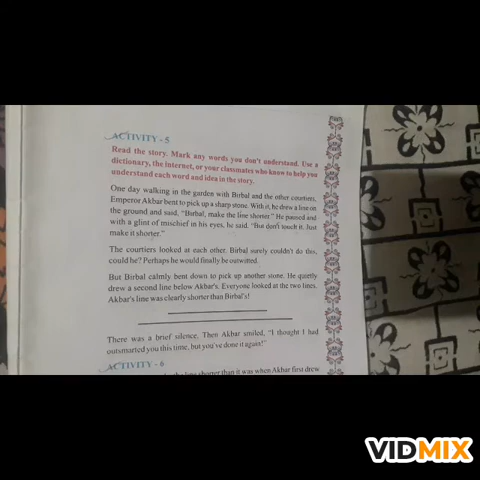 ACTIVITY - 5
Read the story. Mark any words you don't understand. Use a
dictionary, the internet, or your classmates who know to help you
understand each word and idea in the story.
One day walking in the garden with Birbal and the other courtiers,
Emperor Akbar bent to pick up a sharp stone. With it, he drew a line on
the ground and said, "Birbal, make the line shorter." He paused and
with a glint of mischief in his eyes, he said, "But don't touch it. Just
make it shorter."
The courtiers looked at each other. Birbal surely couldn't do this,
could he? Perhaps he would finally be outwitted.
But Birbal calmly bent down to pick up another stone. He quietly
drew a second line below Akbar's. Everyone looked at the two lines.
Akbar's line was clearly shorter than Birbal's!
There was a brief silence. Then Akbar smiled, "I thought I had
outsmarted you this time, but you've done it again!"
ACTIVITY - 6
shorter than it was when Akbar first drew
VIDMIX